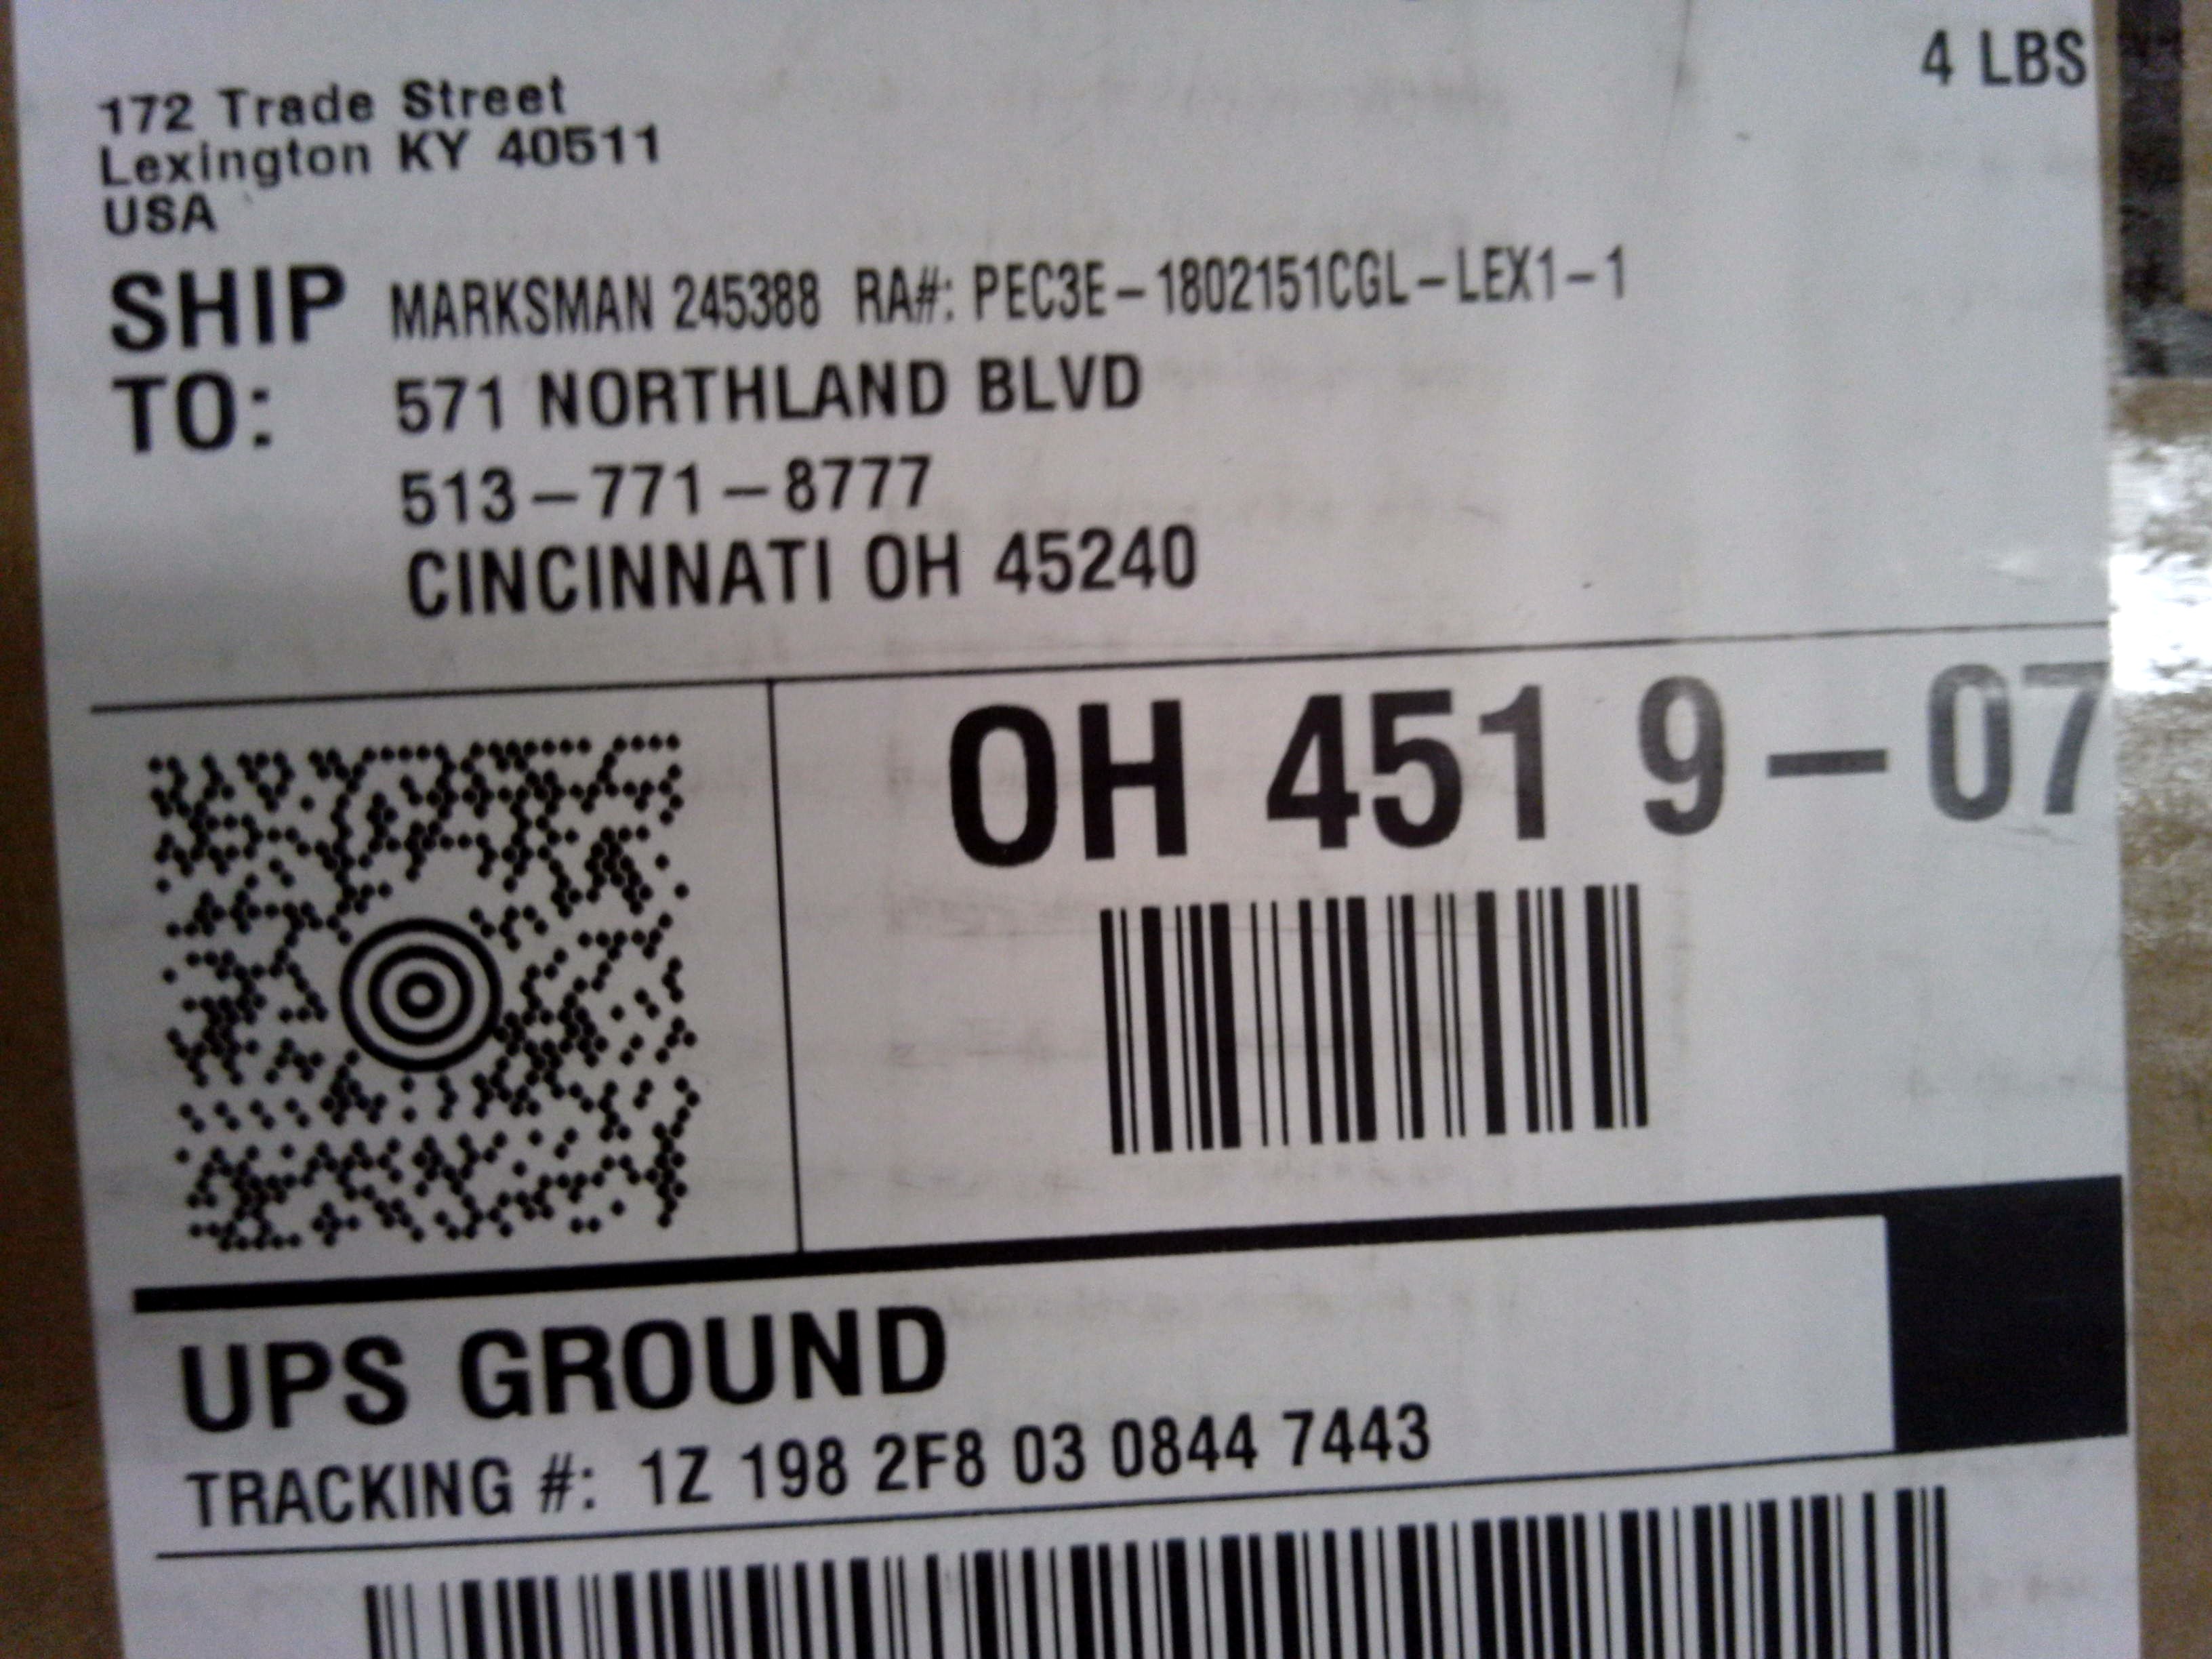 4 LBS
172 Trade Street
Lexington KY 40511
USA
SHIP TO: MARKSMAN 245388 RA#: PEC3E-1802151CGL-LEX1-1
571 NORTHLAND BLVD
513-771-8777
CINCINNATI OH 45240
OH 451 9-07
UPS GROUND
TRACKING #: 1Z 198 2F8 03 0844 7443